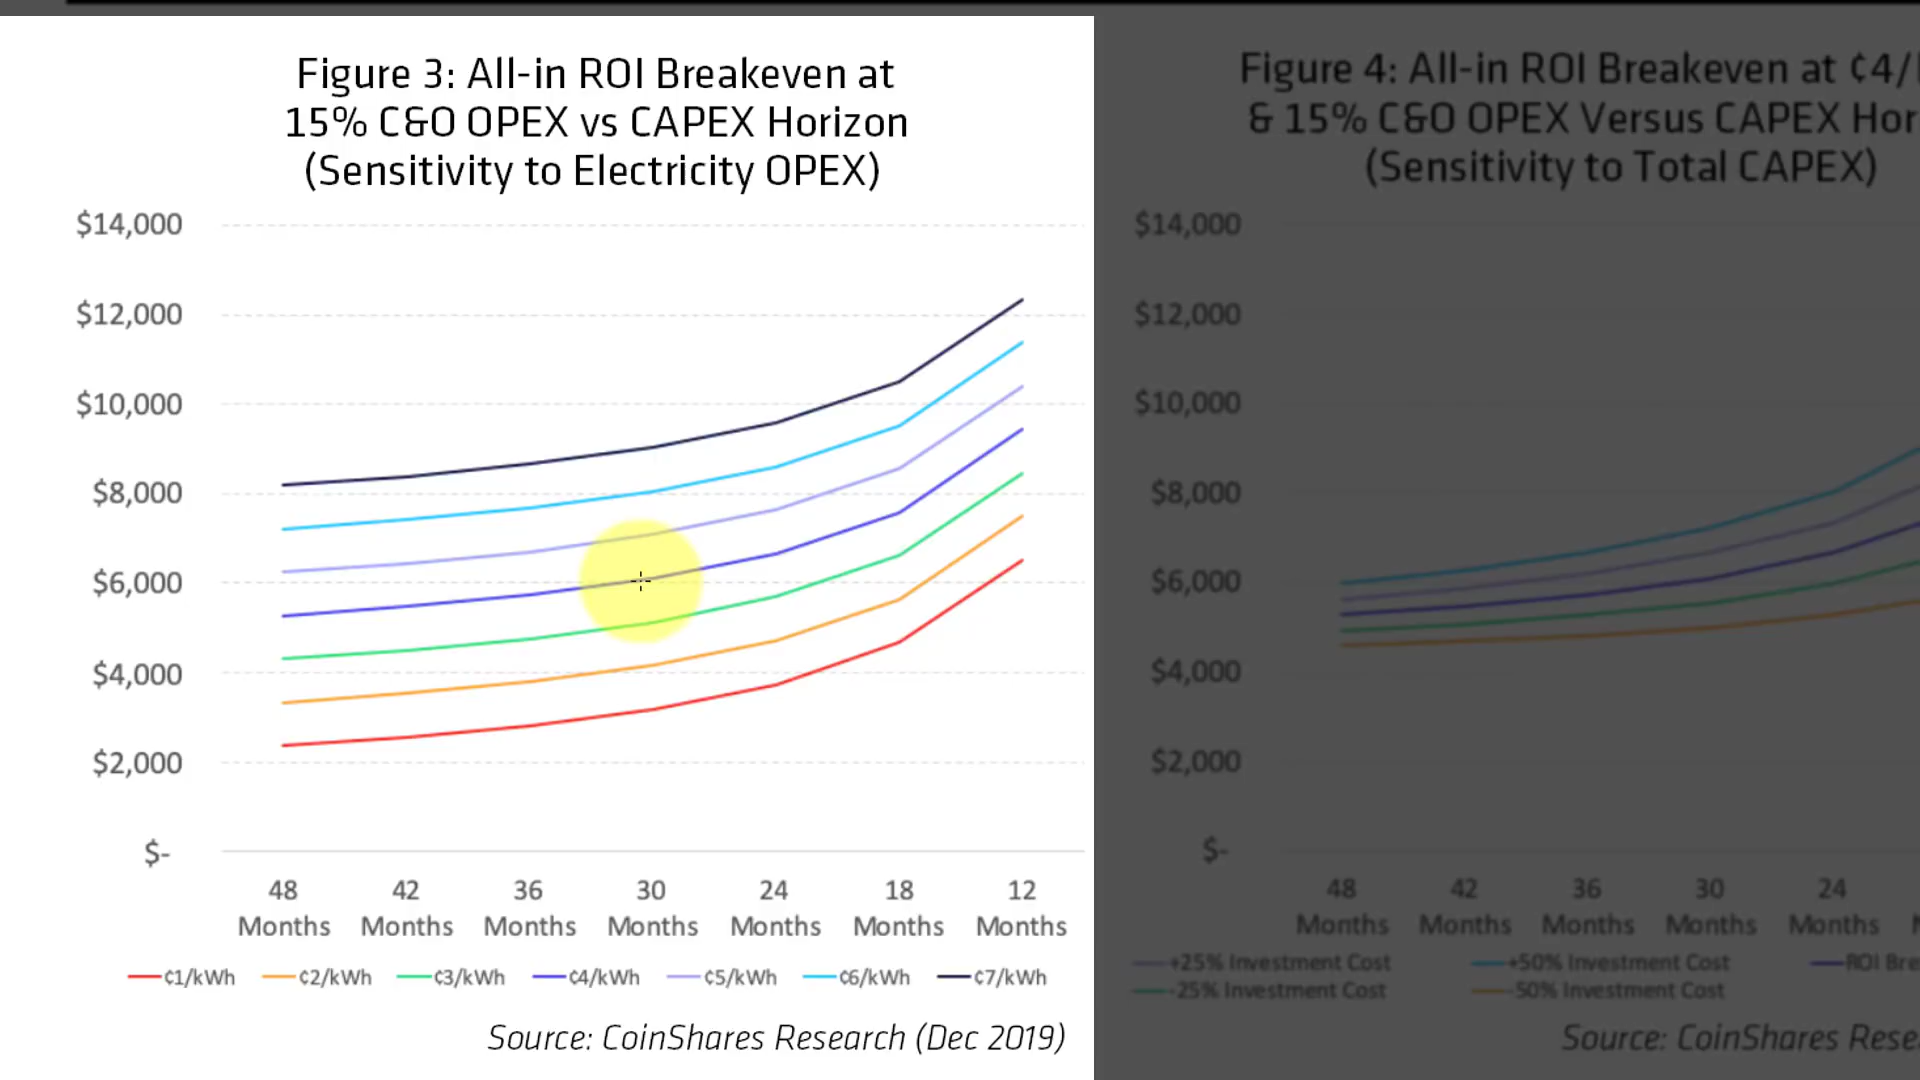 Figure 3: All-in ROI Breakeven at
15% C&O OPEX vs CAPEX Horizon
(Sensitivity to Electricity OPEX)
$14,000
$12,000
$10,000
$8,000
$6,000
$4,000
$2,000
$-
48 Months
42 Months
36 Months
30 Months
24 Months
18 Months
12 Months
¢1/kWh ¢2/kWh ¢3/kWh ¢4/kWh ¢5/kWh ¢6/kWh ¢7/kWh
Source: CoinShares Research (Dec 2019)
Figure 4: All-in ROI Breakeven at ¢4/
& 15% C&O OPEX Versus CAPEX Hor
(Sensitivity to Total CAPEX)
$14,000
$12,000
$10,000
$8,000
$6,000
$4,000
$2,000
$-
48 Months
42 Months
36 Months
30 Months
24 Months
+25% Investment Cost +50% Investment Cost ROI Bre
-25% Investment Cost -50% Investment Cost
Source: CoinShares Rese